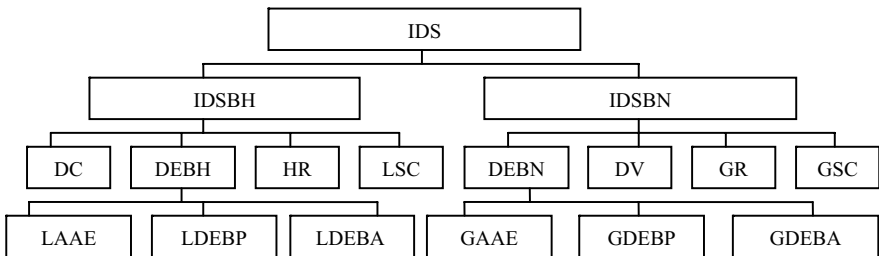 IDS
IDSBH IDSBN
DC DEBH HR LSC DEBN DV GR GSC
LAAE LDEBP LDEBA GAAE GDEBP GDEBA